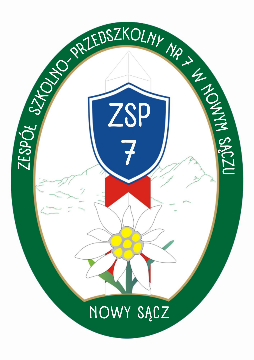 ZESPÓŁ SZKOLNO-PRZEDSZKOLNY NR 7 W NOWYM SĄCZU
ZSP
7
NOWY SĄCZ